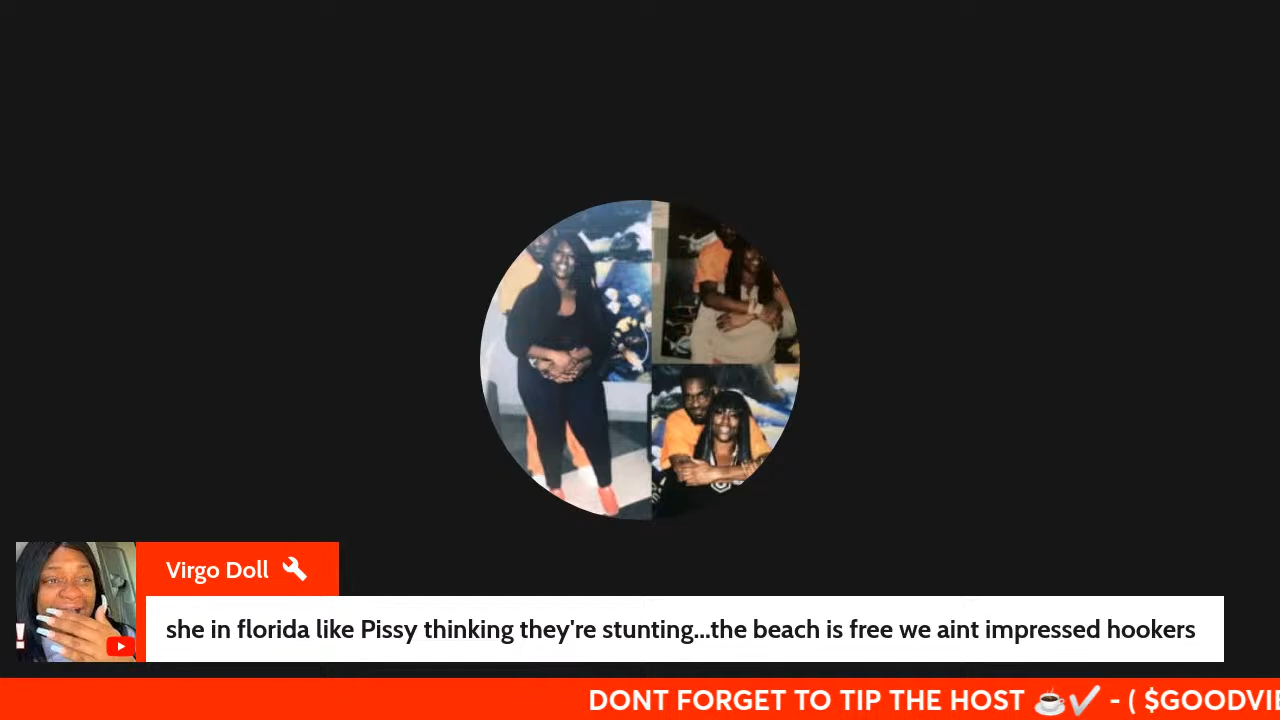 Virgo Doll
she in florida like Pissy thinking they're stunting...the beach is free we aint impressed hookers
DONT FORGET TO TIP THE HOST ☕✔ - ( $GOODVIE